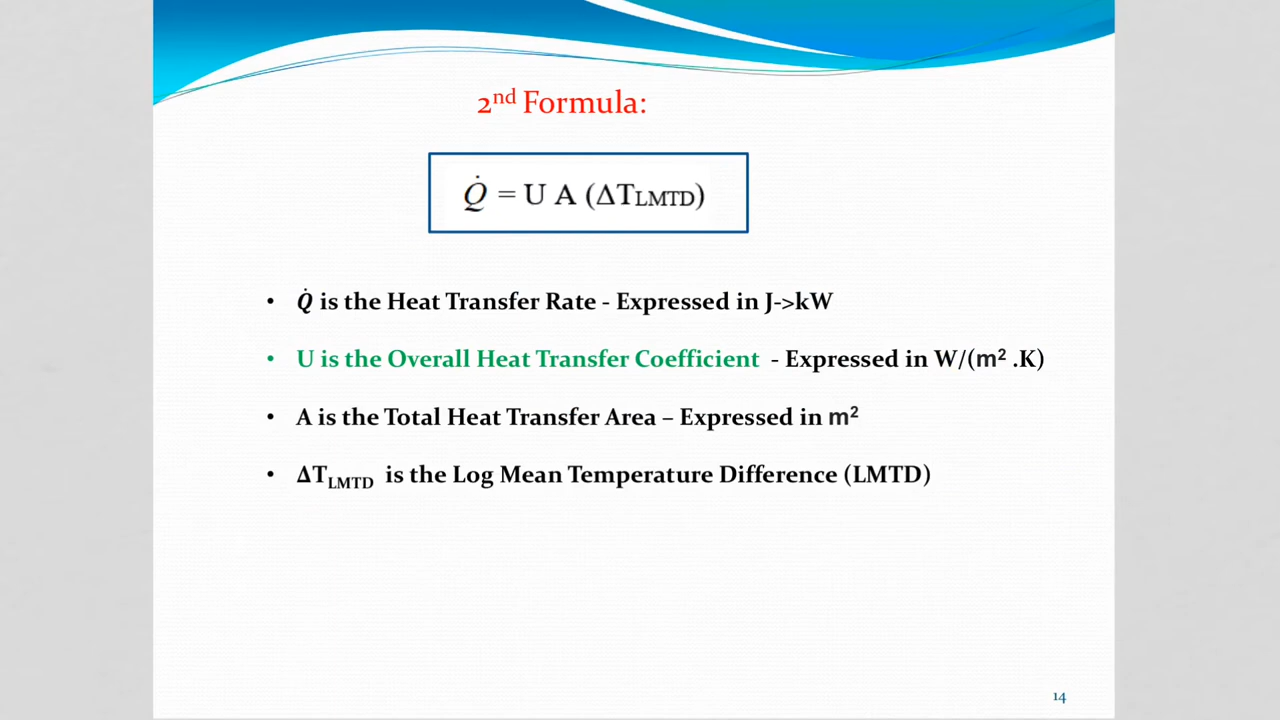 2nd Formula:
Q̇ = U A (ΔTLMTD)
• Q̇ is the Heat Transfer Rate - Expressed in J->kW
• U is the Overall Heat Transfer Coefficient - Expressed in W/(m² .K)
• A is the Total Heat Transfer Area – Expressed in m²
• ΔTLMTD is the Log Mean Temperature Difference (LMTD)
14